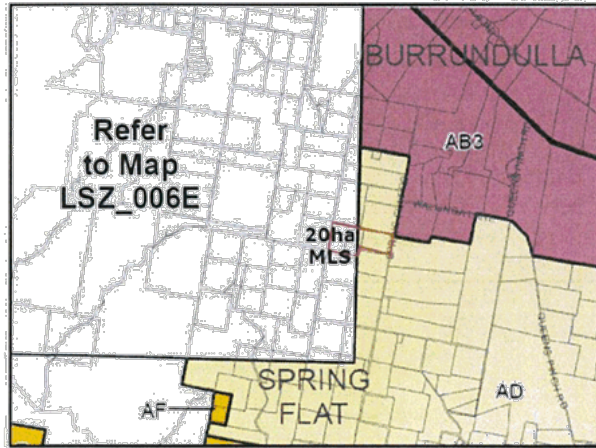 BURRUNDULLA
Refer
to Map
LSZ_006E
AB3
20ha
MLS
SPRING
FLAT
AF
AD